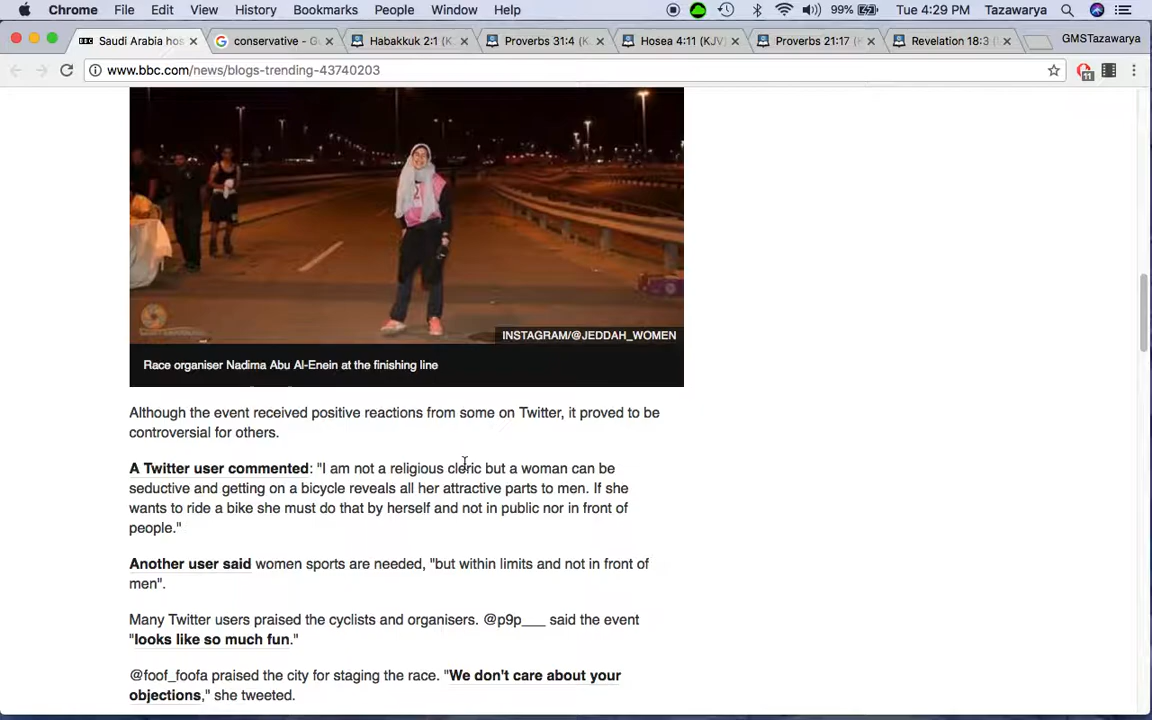 Chrome File Edit View History Bookmarks People Window Help 99% Tue 4:29 PM Tazawarya
Saudi Arabia hos conservative - G Habakkuk 2:1 (K Proverbs 31:4 (K Hosea 4:11 (KJV) Proverbs 21:17 (K Revelation 18:3 ( GMSTazawarya
www.bbc.com/news/blogs-trending-43740203 11
INSTAGRAM/@JEDDAH_WOMEN
Race organiser Nadima Abu Al-Enein at the finishing line
Although the event received positive reactions from some on Twitter, it proved to be
controversial for others.
A Twitter user commented: "I am not a religious cleric but a woman can be
seductive and getting on a bicycle reveals all her attractive parts to men. If she
wants to ride a bike she must do that by herself and not in public nor in front of
people."
Another user said women sports are needed, "but within limits and not in front of
men".
Many Twitter users praised the cyclists and organisers. @p9p___ said the event
"looks like so much fun."
@foof_foofa praised the city for staging the race. "We don't care about your
objections," she tweeted.